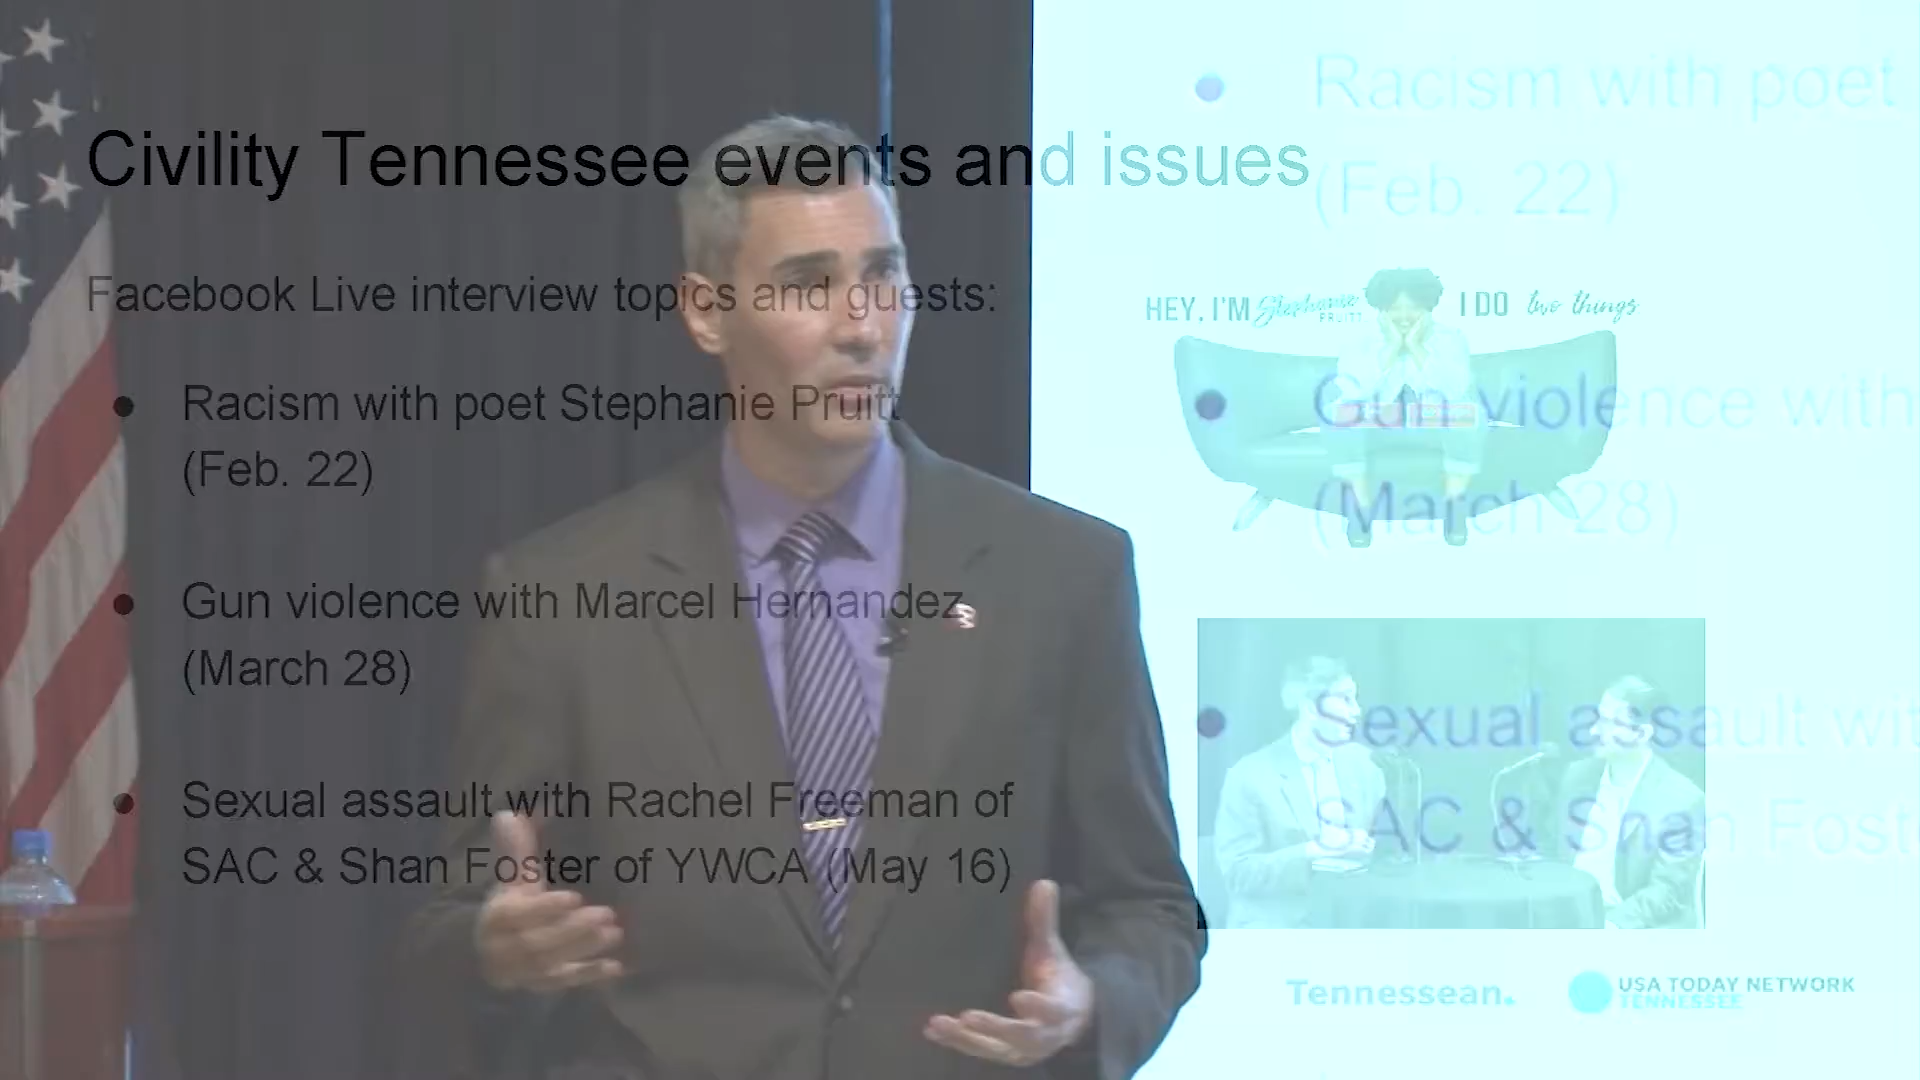 Civility Tennessee events and issues
Facebook Live interview topics and guests:
● Racism with poet Stephanie Pruitt
(Feb. 22)
● Gun violence with Marcel Hernandez
(March 28)
● Sexual assault with Rachel Freeman of
SAC & Shan Foster of YWCA (May 16)
● Racism with poet
(Feb. 22)
HEY, I'M Stephanie PRUITT I DO two things
● Gun violence with
(March 28)
● Sexual assault wit
SAC & Shan Fost
Tennessean.
USA TODAY NETWORK
TENNESSEE